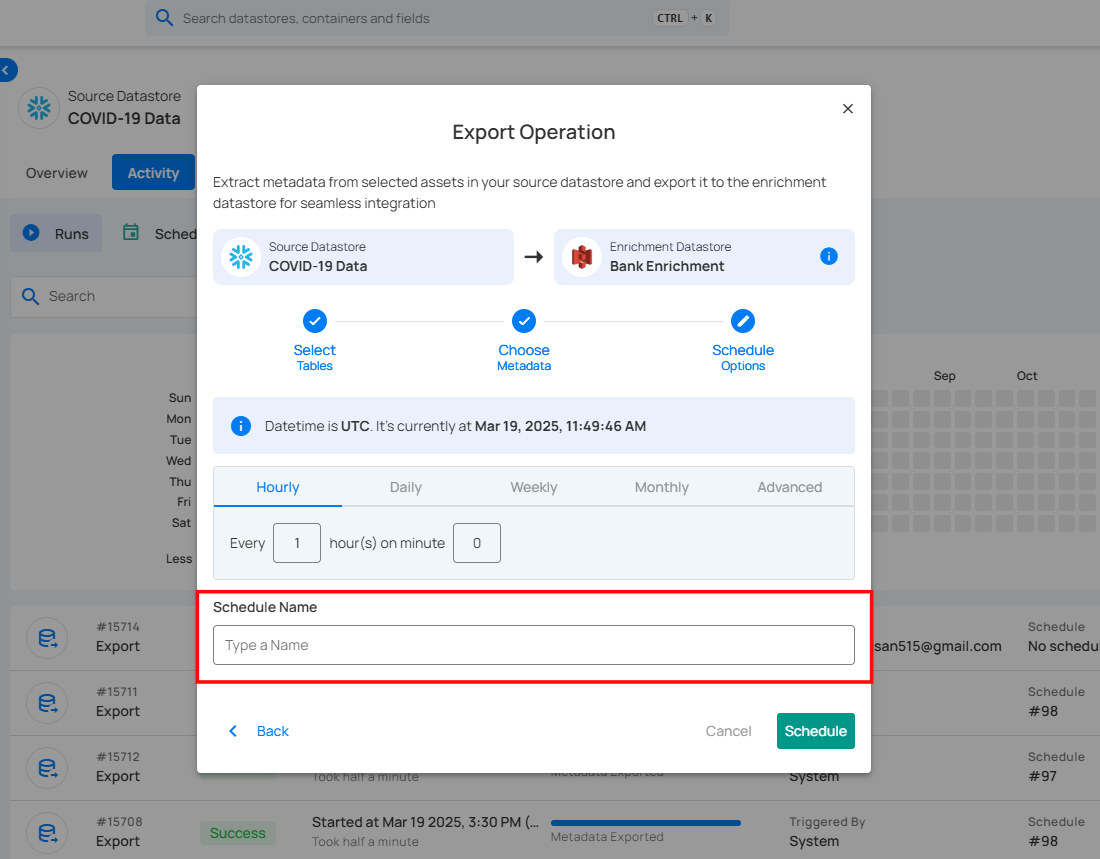 Search datastores, containers and fields
CTRL + K
Source Datastore
COVID-19 Data
Overview
Activity
Runs
Sched
Search
Sun
Mon
Tue
Wed
Thu
Fri
Sat
Less
Sep
Oct
Export Operation
Extract metadata from selected assets in your source datastore and export it to the enrichment
datastore for seamless integration
Source Datastore
COVID-19 Data
Enrichment Datastore
Bank Enrichment
Select
Tables
Choose
Metadata
Schedule
Options
Datetime is UTC. It's currently at Mar 19, 2025, 11:49:46 AM
Hourly
Daily
Weekly
Monthly
Advanced
Every 1 hour(s) on minute 0
Schedule Name
Type a Name
Back
Cancel
Schedule
#15714
Export
san515@gmail.com
Schedule
No schedu
#15711
Export
Schedule
#98
#15712
Export
Took half a minute
Metadata Exported
System
Schedule
#97
#15708
Export
Success
Started at Mar 19 2025, 3:30 PM (...
Took half a minute
Metadata Exported
Triggered By
System
Schedule
#98